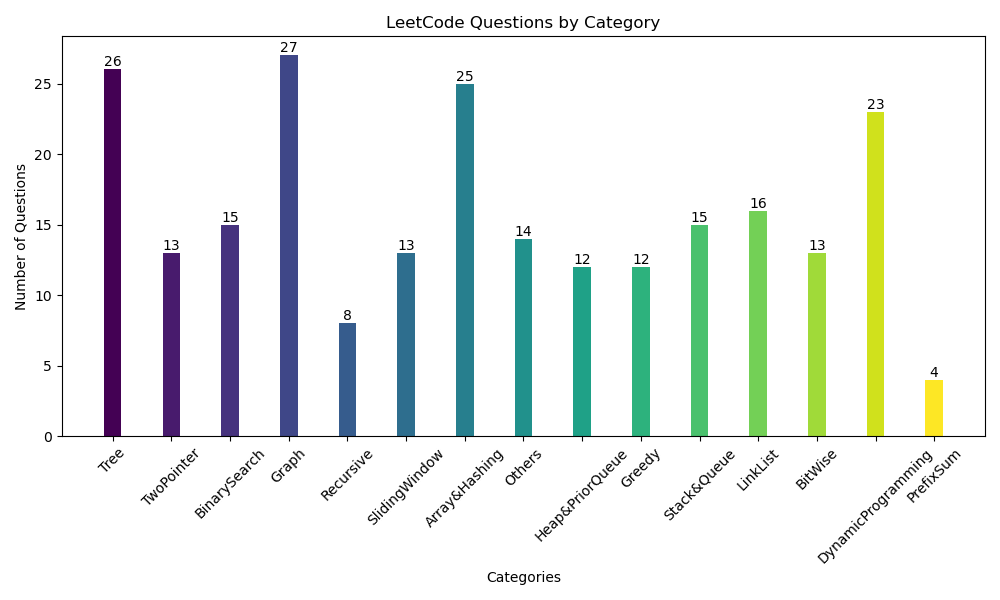 LeetCode Questions by Category
Number of Questions
25
20
15
10
5
0
26
13
15
27
8
13
25
14
12
12
15
16
13
23
4
Tree
TwoPointer
BinarySearch
Graph
Recursive
SlidingWindow
Array&Hashing
Others
Heap&PriorQueue
Greedy
Stack&Queue
LinkList
BitWise
DynamicProgramming
PrefixSum
Categories